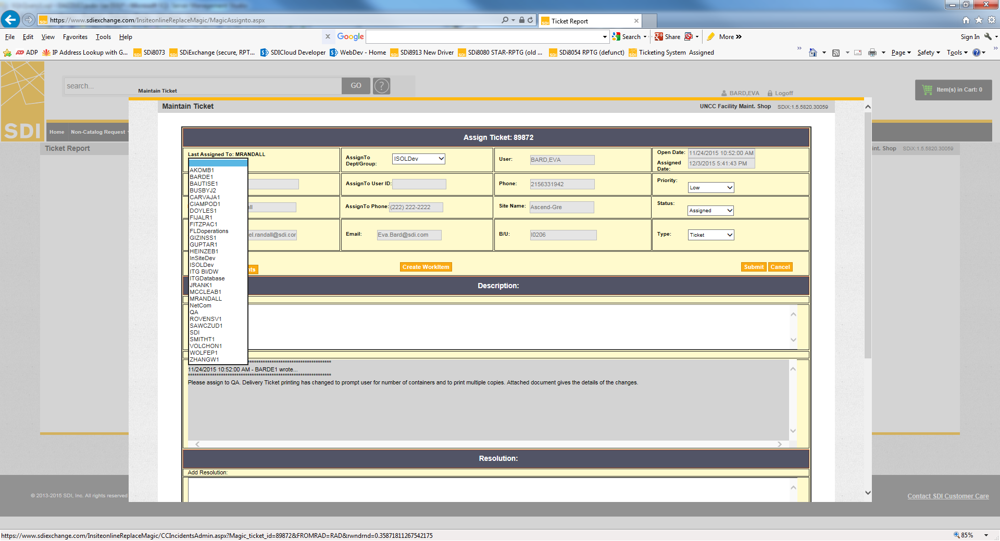 https://www.sdiexchange.com/InsiteonlineReplaceMagic/MagicAssignto.aspx
Ticket Report
File Edit View Favorites Tools Help
x Google Search Share More »
Sign In
ADP IP Address Lookup with G... SDi8073 SDiExchange (secure, RPT... SDICloud Developer WebDev - Home SDi8913 New Driver SDi8080 STAR-RPTG (old ... SDi8054 RPTG (defunct) Ticketing System Assigned
Page Safety Tools
search... GO ?
Maintain Ticket
BARD,EVA Logoff
Item(s) in Cart: 0
SDI
Home Non-Catalog Request
Ticket Report
int. Shop SDiX:1.5.5820.30059
Maintain Ticket
UNCC Facility Maint. Shop SDiX:1.5.5820.30059
Assign Ticket: 89872
Last Assigned To: MRANDALL
AssignTo Dept/Group: ISOLDev
User: BARD,EVA
Open Date: 11/24/2015 10:52:00 AM
Assigned Date: 12/3/2015 5:41:43 PM
AssignTo User ID:
Phone: 2156331942
Priority: Low
all
AssignTo Phone: (222) 222-2222
Site Name: Ascend-Gre
Status: Assigned
el.randall@sdi.cor
Email: Eva.Bard@sdi.com
B/U: I0206
Type: Ticket
AKOMB1
BARDE1
BAUTISE1
BUSBYJ2
CARVAJA1
CIAMPOD1
DOYLES1
FIJALR1
FITZPAC1
FLDoperations
GIZINSS1
GUPTAR1
HEINZEB1
InSiteDev
ISOLDev
ITG BI/DW
ITGDatabase
JRANK1
MCCLEAB1
MRANDALL
NetCom
QA
ROVENSV1
SAWCZUD1
SDI
SMITHT1
VOLCHON1
WOLFEP1
ZHANGW1
nts
Create WorkItem
Submit Cancel
Description:
11/24/2015 10:52:00 AM - BARDE1 wrote...
Please assign to QA. Delivery Ticket printing has changed to prompt user for number of containers and to print multiple copies. Attached document gives the details of the changes.
Resolution:
Add Resolution:
© 2013-2015 SDI, Inc. All rights reserved
Contact SDI Customer Care
https://www.sdiexchange.com/InsiteonlineReplaceMagic/CCIncidentsAdmin.aspx?Magic_ticket_id=89872&FROMRAD=RAD&rwndrnd=0.35871811267542175
85%